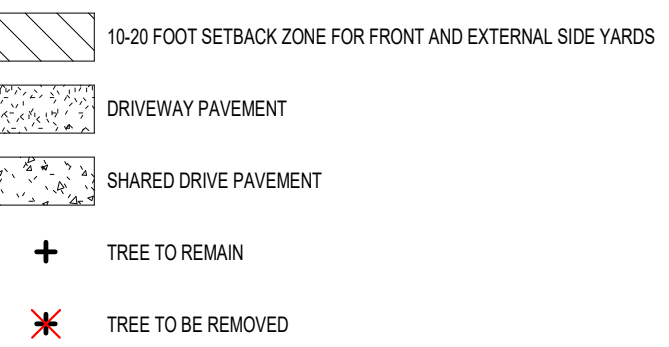 10-20 FOOT SETBACK ZONE FOR FRONT AND EXTERNAL SIDE YARDS
DRIVEWAY PAVEMENT
SHARED DRIVE PAVEMENT
TREE TO REMAIN
TREE TO BE REMOVED